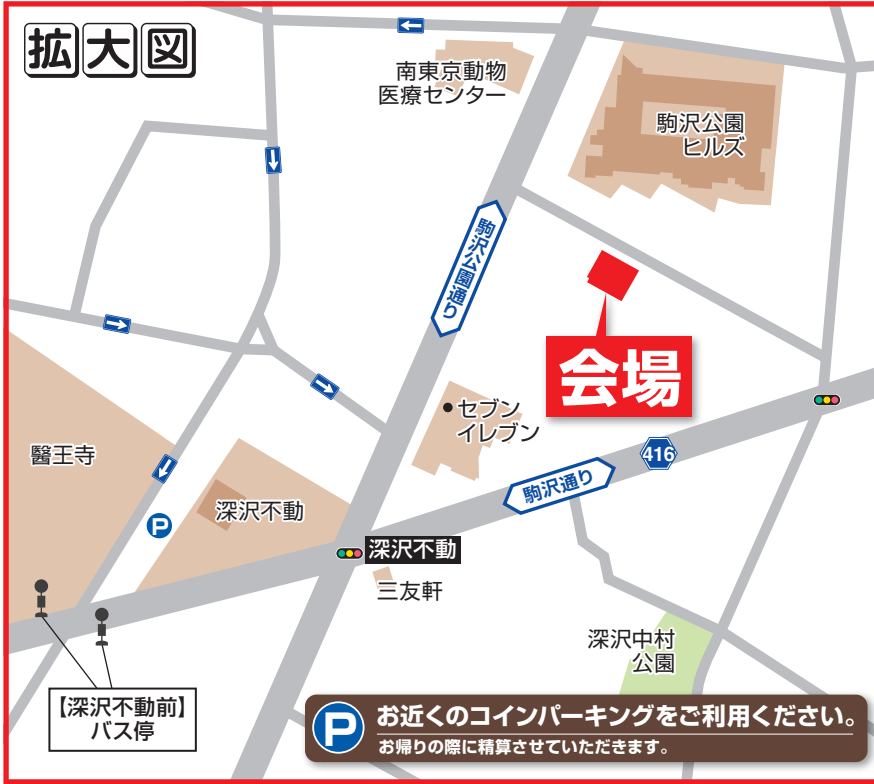 拡大図
南東京動物
医療センター
駒沢公園
ヒルズ
駒沢公園通り
会場
セブン
イレブン
416
駒沢通り
醫王寺
深沢不動
P
深沢不動
三友軒
深沢中村
公園
【深沢不動前】
バス停
P
お近くのコインパーキングをご利用ください。
お帰りの際に精算させていただきます。